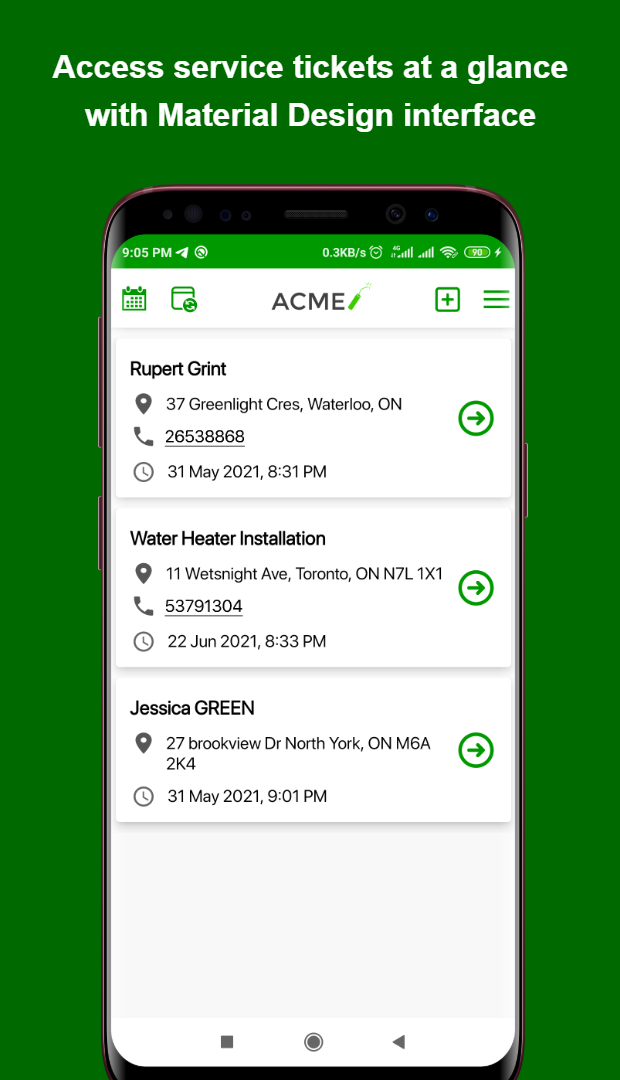 Access service tickets at a glance
with Material Design interface
9:05 PM 0.3KB/s 4G 90
ACME
Rupert Grint
37 Greenlight Cres, Waterloo, ON
26538868
31 May 2021, 8:31 PM
Water Heater Installation
11 Wetsnight Ave, Toronto, ON N7L 1X1
53791304
22 Jun 2021, 8:33 PM
Jessica GREEN
27 brookview Dr North York, ON M6A
2K4
31 May 2021, 9:01 PM